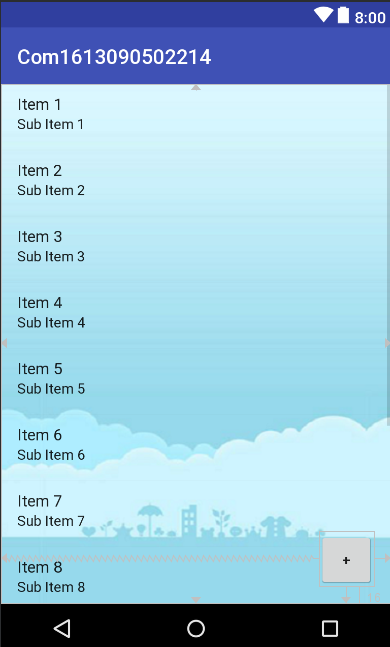 8:00
Com1613090502214
Item 1
Sub Item 1
Item 2
Sub Item 2
Item 3
Sub Item 3
Item 4
Sub Item 4
Item 5
Sub Item 5
Item 6
Sub Item 6
Item 7
Sub Item 7
+
Item 8
Sub Item 8